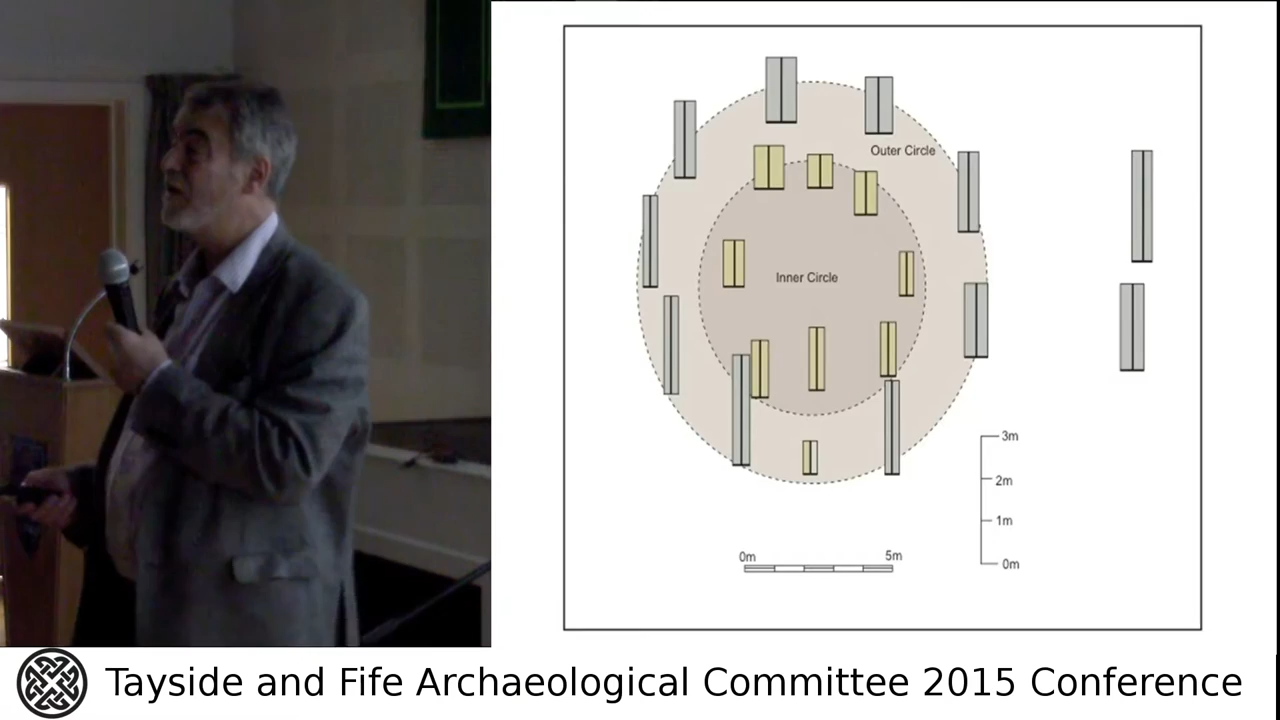 Outer Circle
Inner Circle
3m
2m
1m
0m
0m
5m
Tayside and Fife Archaeological Committee 2015 Conference